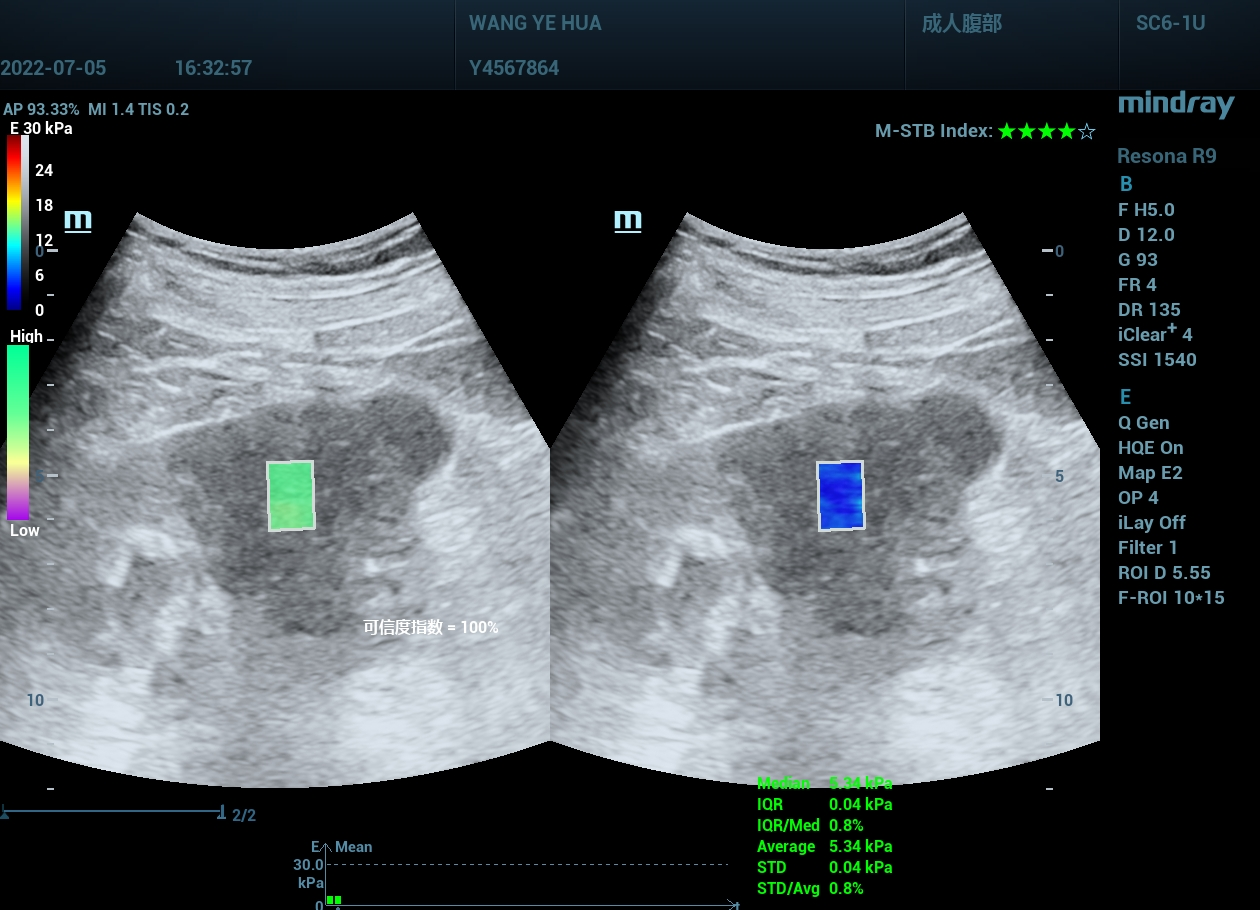 WANG YE HUA
成人腹部
SC6-1U
2022-07-05 16:32:57
Y4567864
mindray
AP 93.33% MI 1.4 TIS 0.2
E 30 kPa
M-STB Index:
Resona R9
24
18
12
6
0
High
Low
m
m
0
0
5
10
10
B
F H5.0
D 12.0
G 93
FR 4
DR 135
iClear+ 4
SSI 1540
E
Q Gen
HQE On
Map E2
OP 4
iLay Off
Filter 1
ROI D 5.55
F-ROI 10*15
可信度指数 = 100%
Median 5.34 kPa
IQR 0.04 kPa
IQR/Med 0.8%
Average 5.34 kPa
STD 0.04 kPa
STD/Avg 0.8%
2/2
E Mean
30.0
kPa
0
t